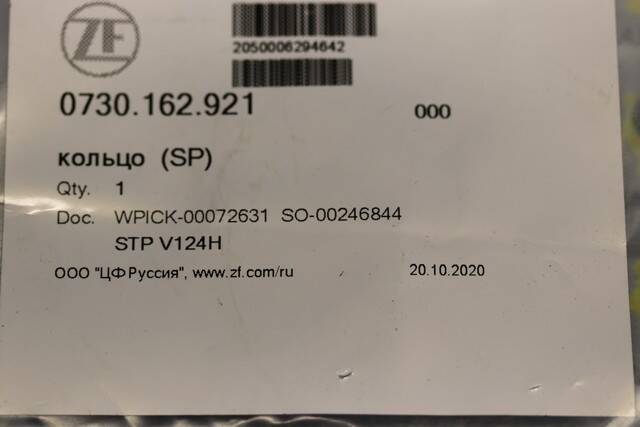 ZF
2050006294642
0730.162.921 000
кольцо (SP)
Qty. 1
Doc. WPICK-00072631 SO-00246844
STP V124H
ООО "ЦФ Руссия", www.zf.com/ru 20.10.2020